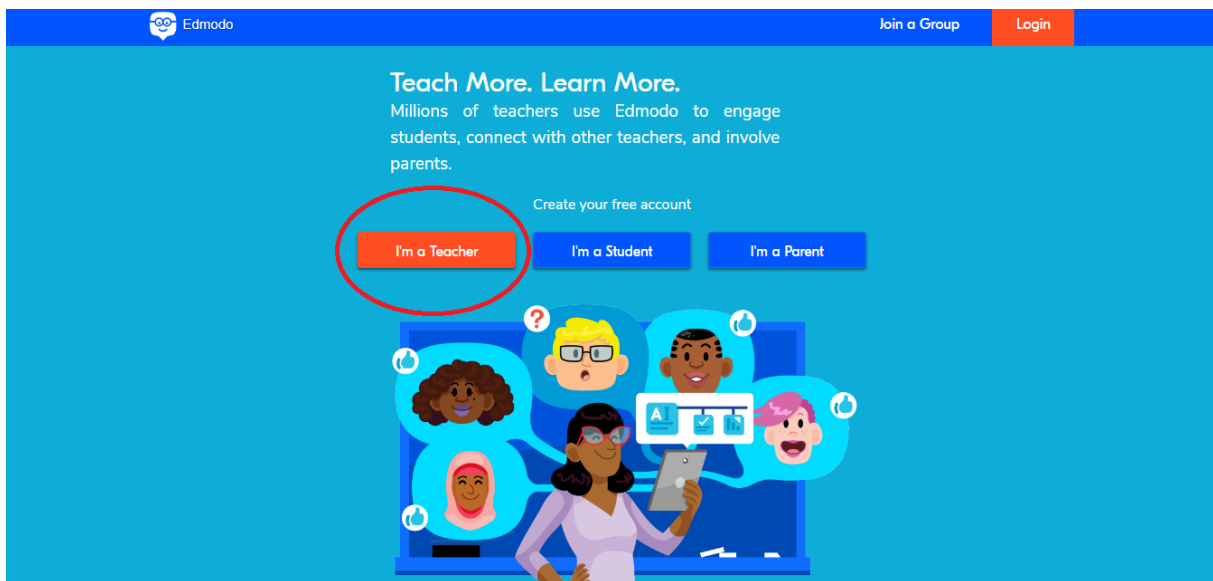 Edmodo
Join a Group
Login
Teach More. Learn More.
Millions of teachers use Edmodo to engage
students, connect with other teachers, and involve
parents.
Create your free account
I'm a Teacher
I'm a Student
I'm a Parent
?
A